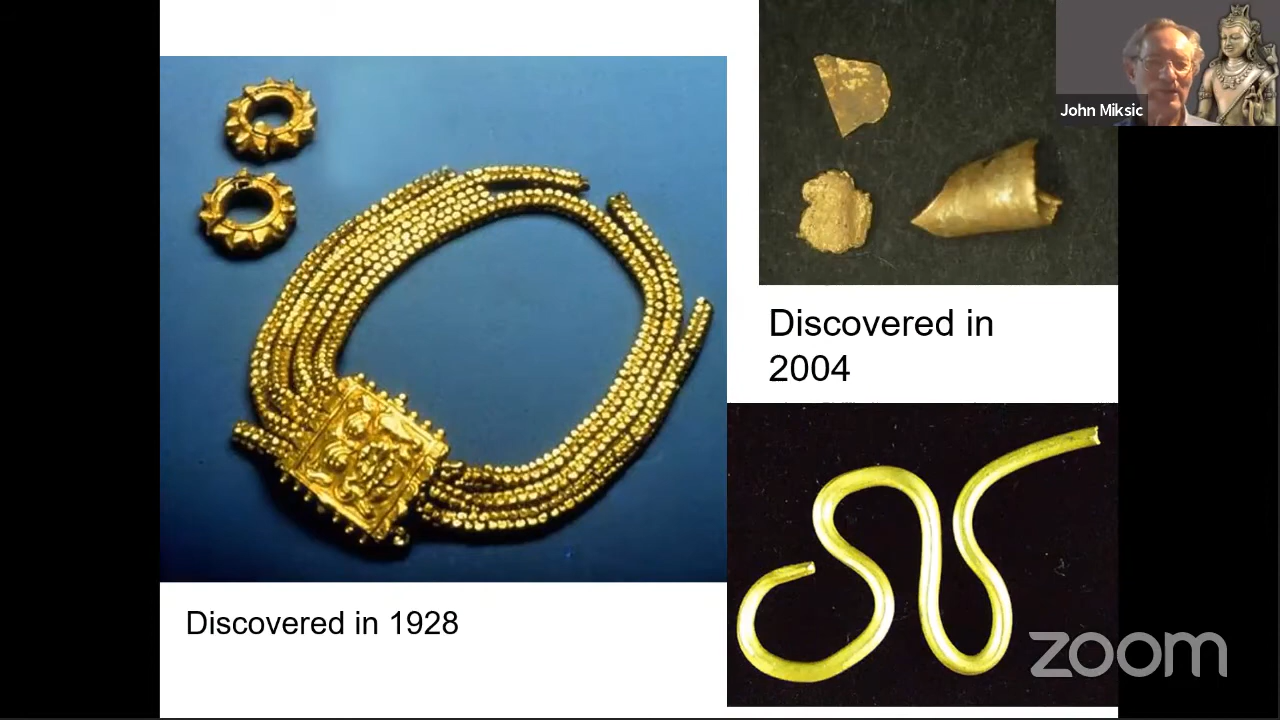 John Miksic
Discovered in
2004
Discovered in 1928
zoom